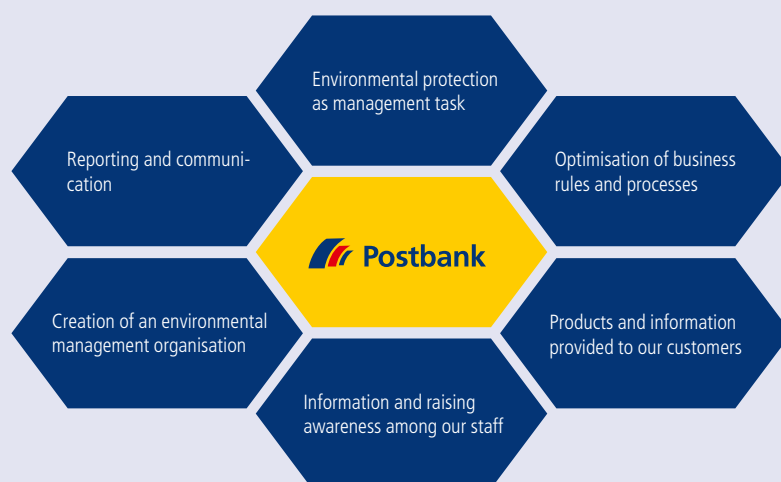 Environmental protection
as management task
Reporting and communi-
cation
Optimisation of business
rules and processes
Postbank
Creation of an environmental
management organisation
Products and information
provided to our customers
Information and raising
awareness among our staff